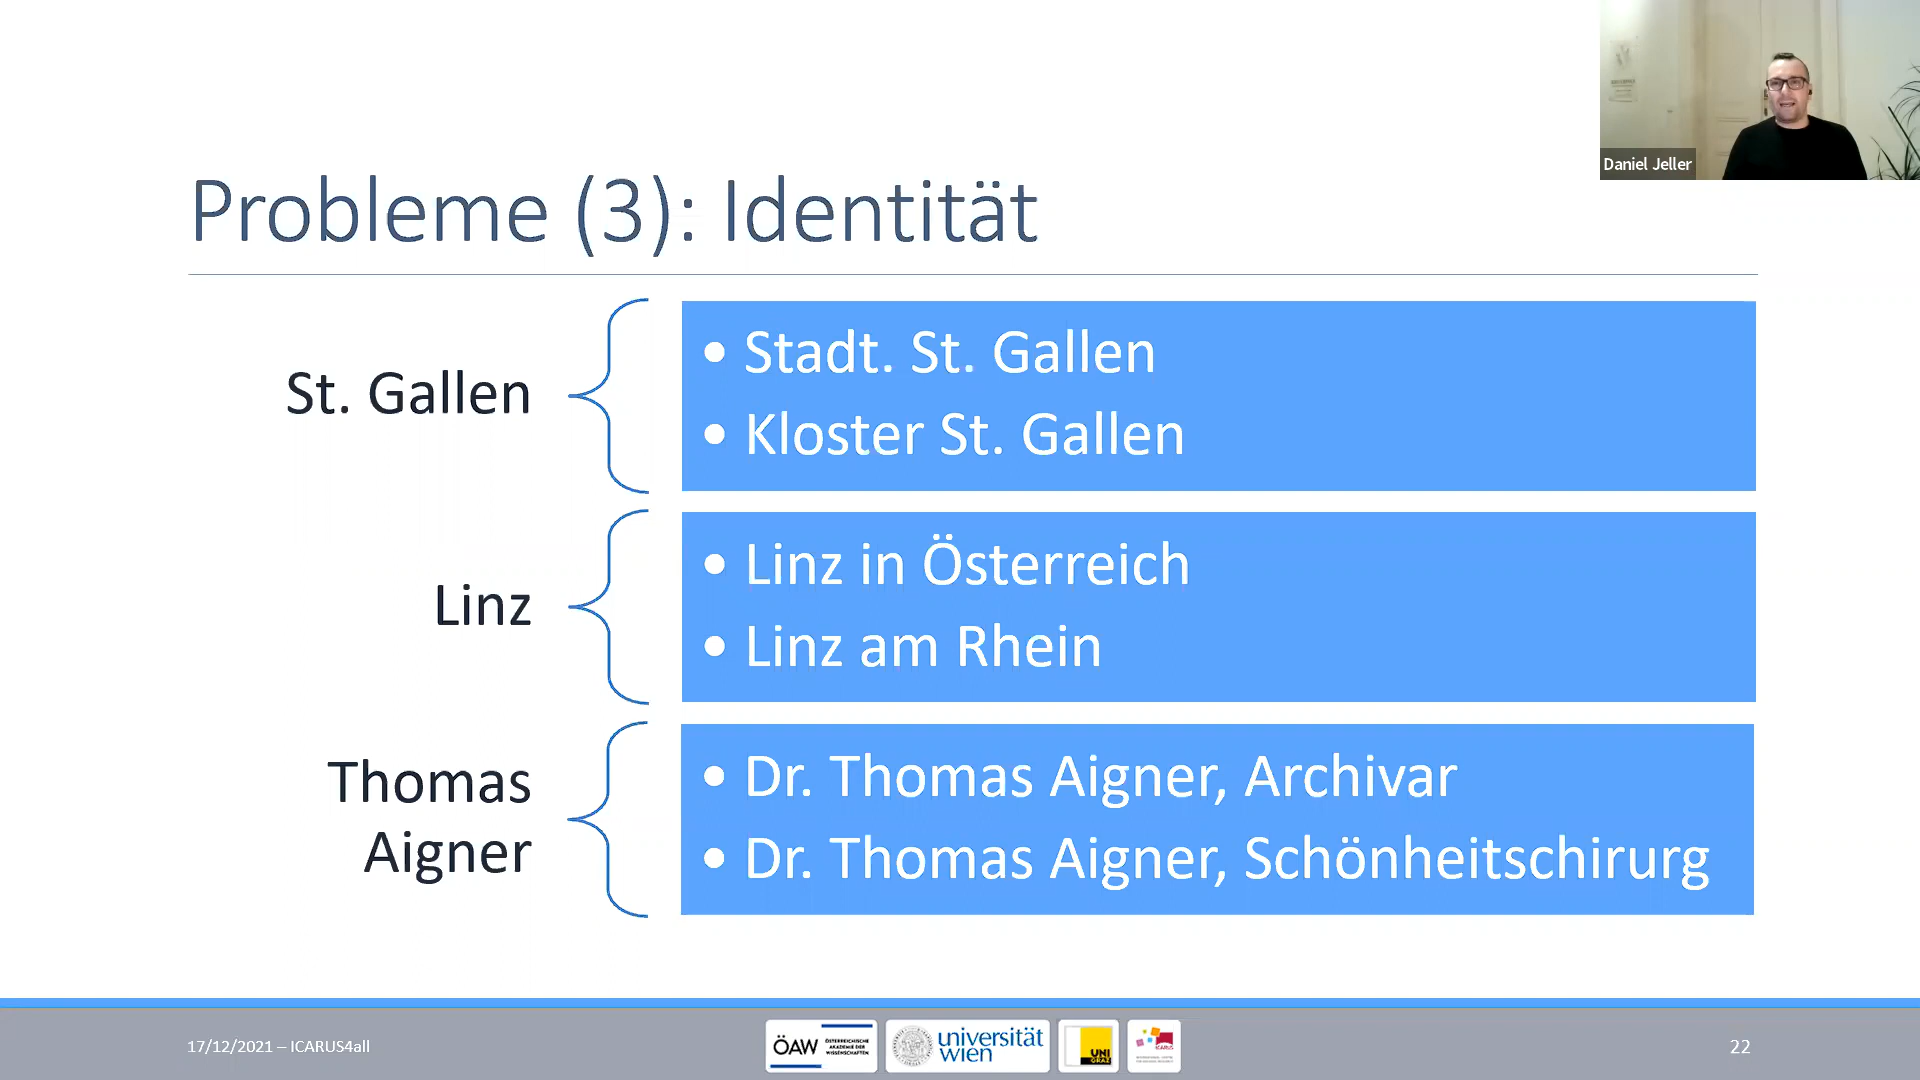 Daniel Jeller
Probleme (3): Identität
St. Gallen
• Stadt. St. Gallen
• Kloster St. Gallen
Linz
• Linz in Österreich
• Linz am Rhein
Thomas
Aigner
• Dr. Thomas Aigner, Archivar
• Dr. Thomas Aigner, Schönheitschirurg
17/12/2021 – ICARUS4all
ÖAW
ÖSTERREICHISCHE
AKADEMIE DER
WISSENSCHAFTEN
universität
wien
UNI
GRAZ
ICARUS
22